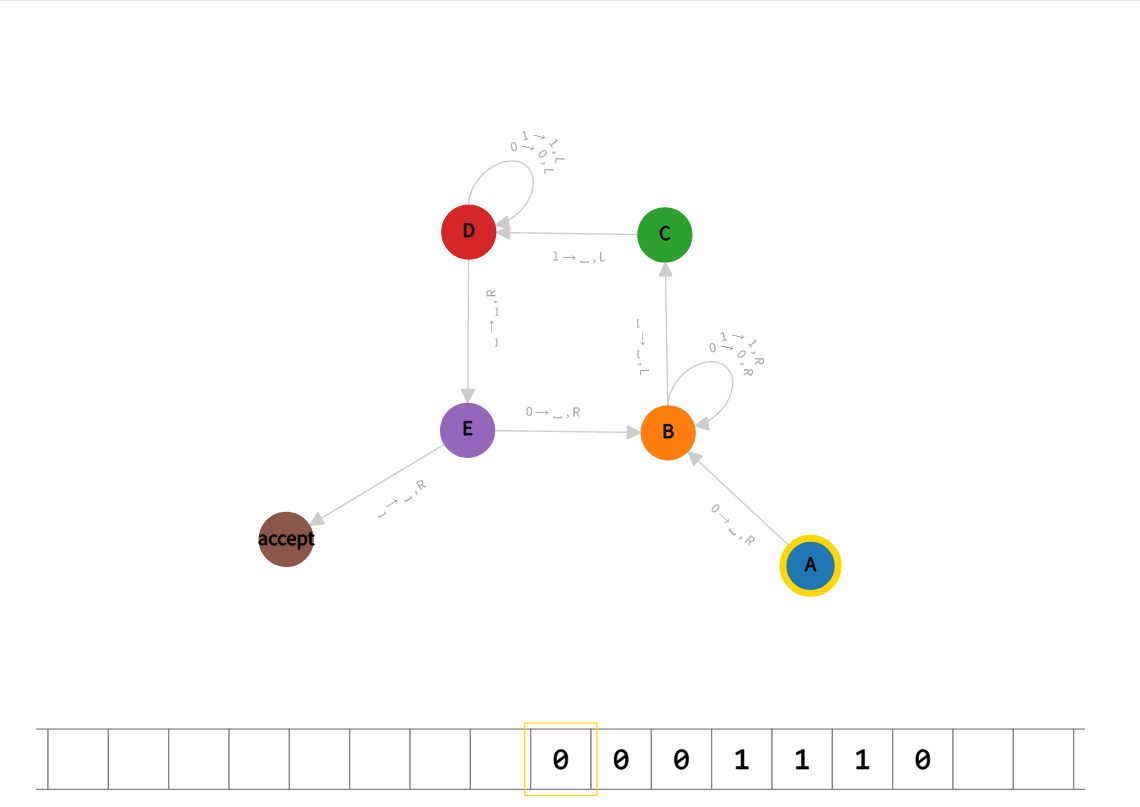 1→1,L
0→0,L
D
C
1→␣,L
␣→␣,R
␣→␣,L
1→1,R
0→0,R
E
0→␣,R
B
␣→␣,R
0→␣,R
accept
A
0 0 0 1 1 1 0